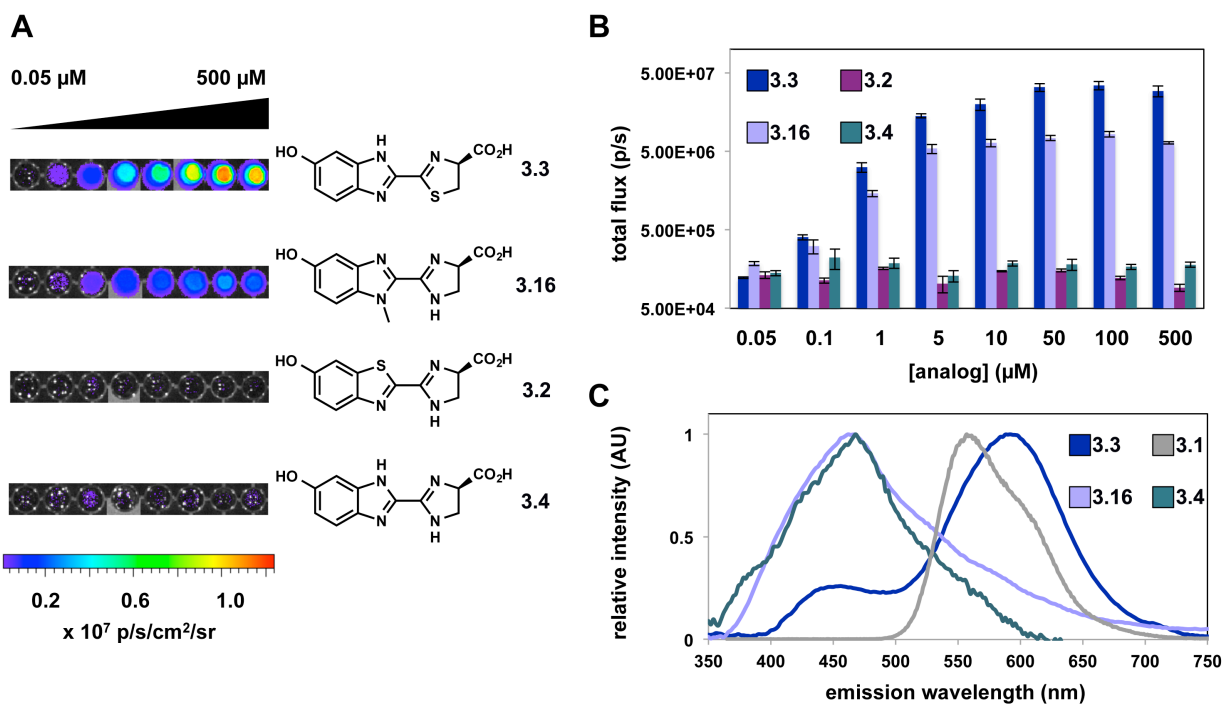 A
0.05 µM 500 µM
H
HO N N CO₂H
N S
3.3
HO N N CO₂H
N N
H
3.16
HO S N CO₂H
N N
H
3.2
H
HO N N CO₂H
N N
H
3.4
0.2 0.6 1.0
x 10⁷ p/s/cm²/sr
B
total flux (p/s)
5.00E+07
5.00E+06
5.00E+05
5.00E+04
3.3 3.2
3.16 3.4
0.05 0.1 1 5 10 50 100 500
[analog] (µM)
C
relative intensity (AU)
1
0.5
0
3.3 3.1
3.16 3.4
350 400 450 500 550 600 650 700 750
emission wavelength (nm)